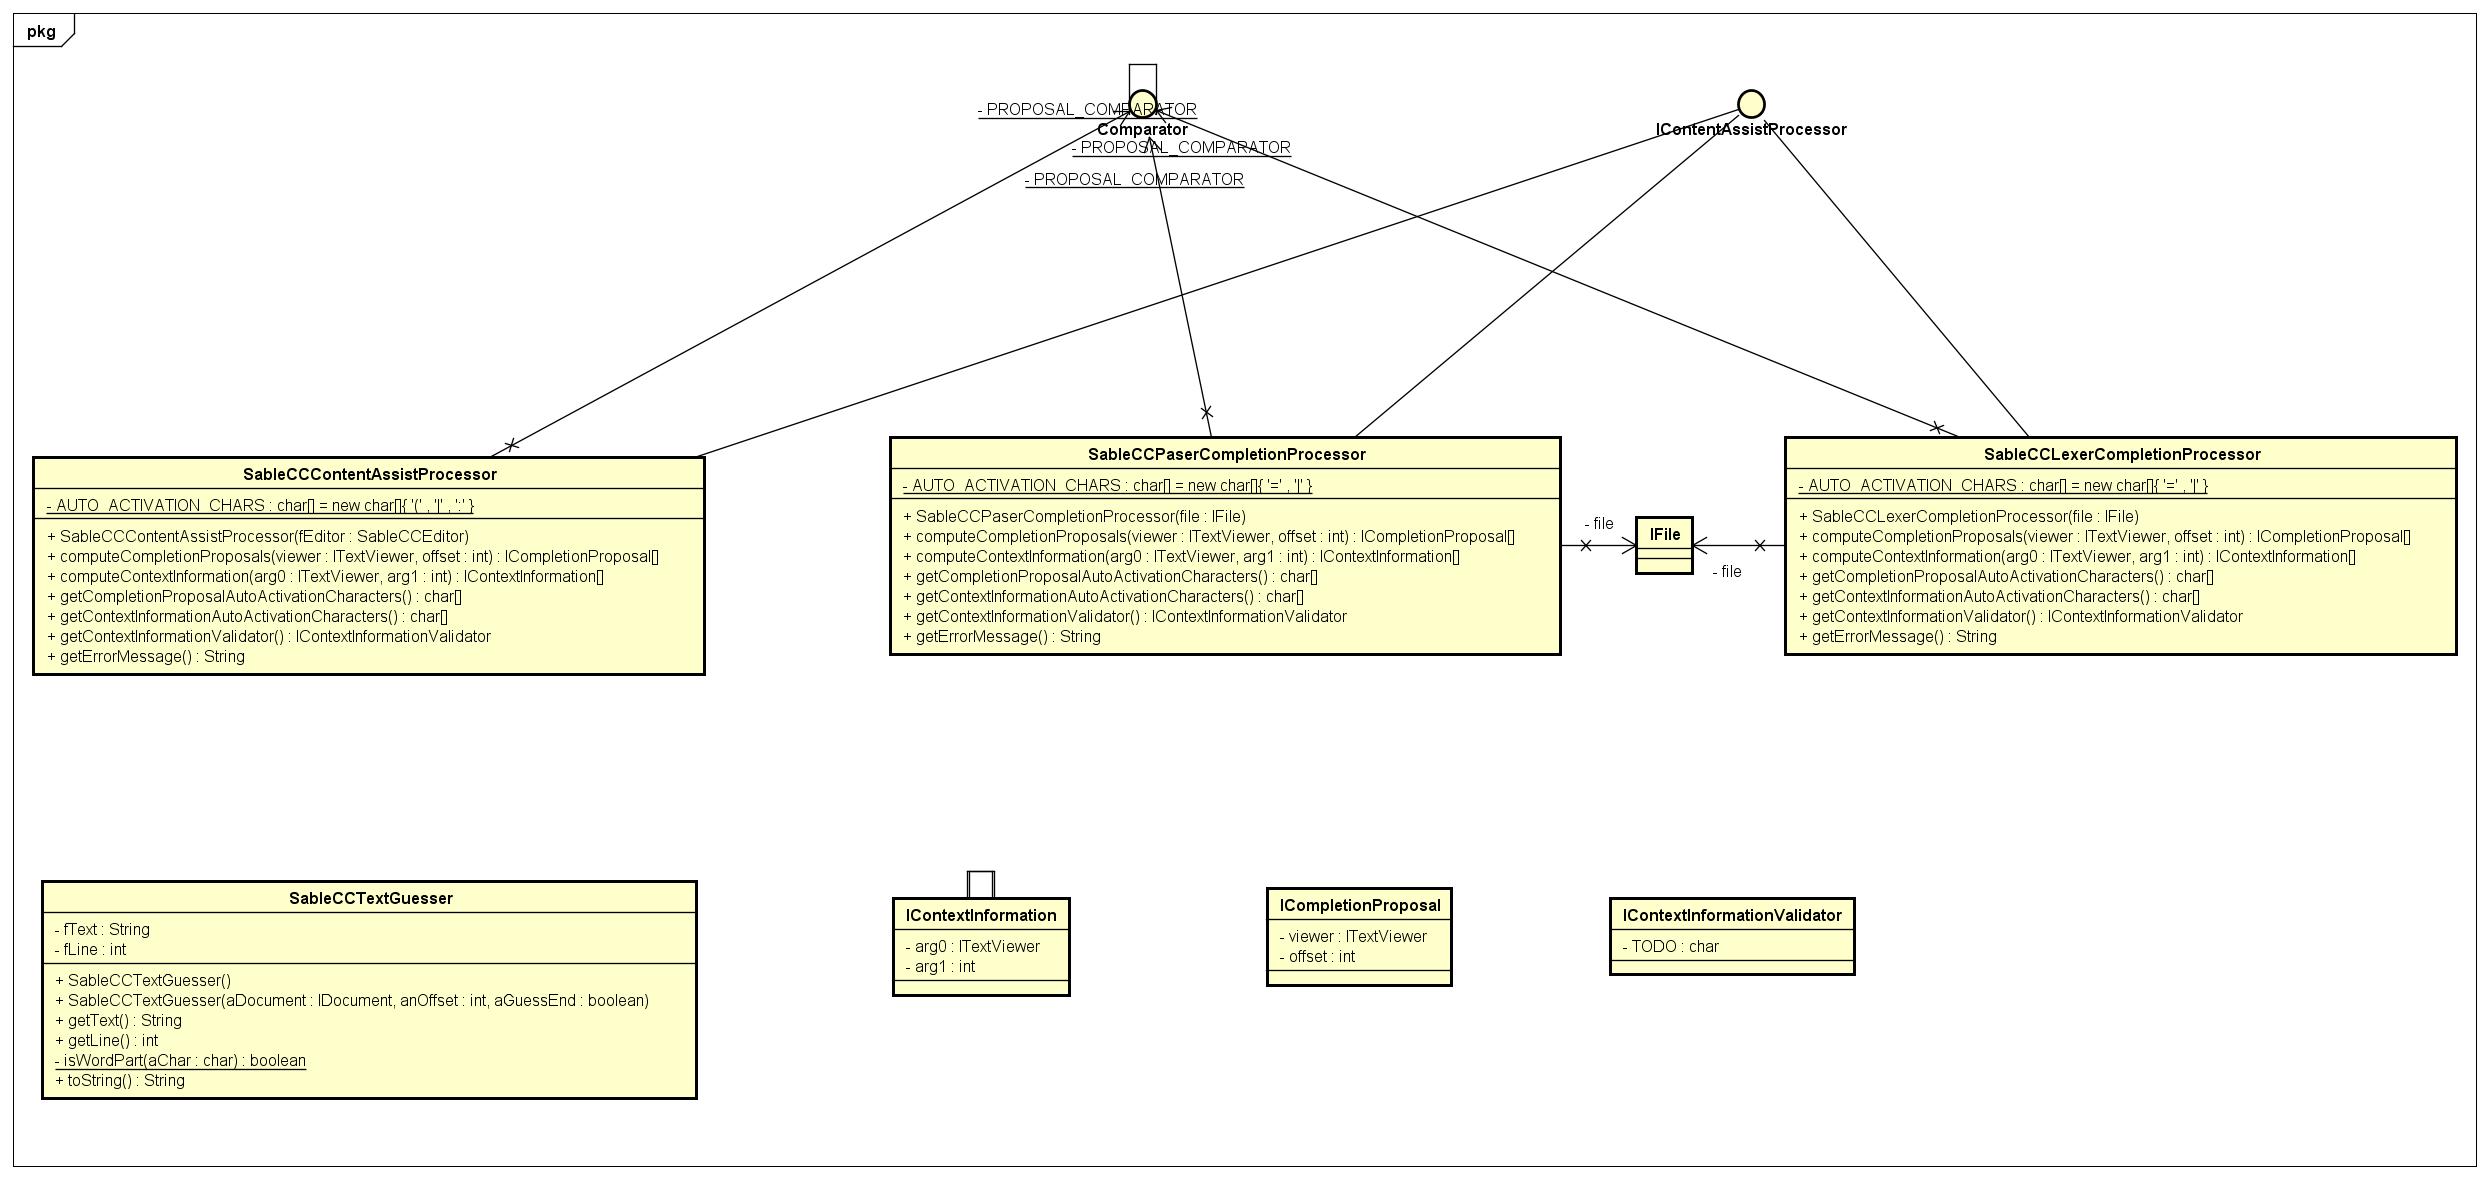 pkg
- PROPOSAL_COMPARATOR
Comparator
IContentAssistProcessor
- PROPOSAL_COMPARATOR
- PROPOSAL_COMPARATOR
SableCCContentAssistProcessor
- AUTO_ACTIVATION_CHARS : char[] = new char[]{ '(' , '|' , ':' }
+ SableCCContentAssistProcessor(fEditor : SableCCEditor)
+ computeCompletionProposals(viewer : ITextViewer, offset : int) : ICompletionProposal[]
+ computeContextInformation(arg0 : ITextViewer, arg1 : int) : IContextInformation[]
+ getCompletionProposalAutoActivationCharacters() : char[]
+ getContextInformationAutoActivationCharacters() : char[]
+ getContextInformationValidator() : IContextInformationValidator
+ getErrorMessage() : String
SableCCPaserCompletionProcessor
- AUTO_ACTIVATION_CHARS : char[] = new char[]{ '=' , '|' }
+ SableCCPaserCompletionProcessor(file : IFile)
+ computeCompletionProposals(viewer : ITextViewer, offset : int) : ICompletionProposal[]
+ computeContextInformation(arg0 : ITextViewer, arg1 : int) : IContextInformation[]
+ getCompletionProposalAutoActivationCharacters() : char[]
+ getContextInformationAutoActivationCharacters() : char[]
+ getContextInformationValidator() : IContextInformationValidator
+ getErrorMessage() : String
- file
IFile
- file
SableCCLexerCompletionProcessor
- AUTO_ACTIVATION_CHARS : char[] = new char[]{ '=' , '|' }
+ SableCCLexerCompletionProcessor(file : IFile)
+ computeCompletionProposals(viewer : ITextViewer, offset : int) : ICompletionProposal[]
+ computeContextInformation(arg0 : ITextViewer, arg1 : int) : IContextInformation[]
+ getCompletionProposalAutoActivationCharacters() : char[]
+ getContextInformationAutoActivationCharacters() : char[]
+ getContextInformationValidator() : IContextInformationValidator
+ getErrorMessage() : String
SableCCTextGuesser
- fText : String
- fLine : int
+ SableCCTextGuesser()
+ SableCCTextGuesser(aDocument : IDocument, anOffset : int, aGuessEnd : boolean)
+ getText() : String
+ getLine() : int
- isWordPart(aChar : char) : boolean
+ toString() : String
IContextInformation
- arg0 : ITextViewer
- arg1 : int
ICompletionProposal
- viewer : ITextViewer
- offset : int
IContextInformationValidator
- TODO : char